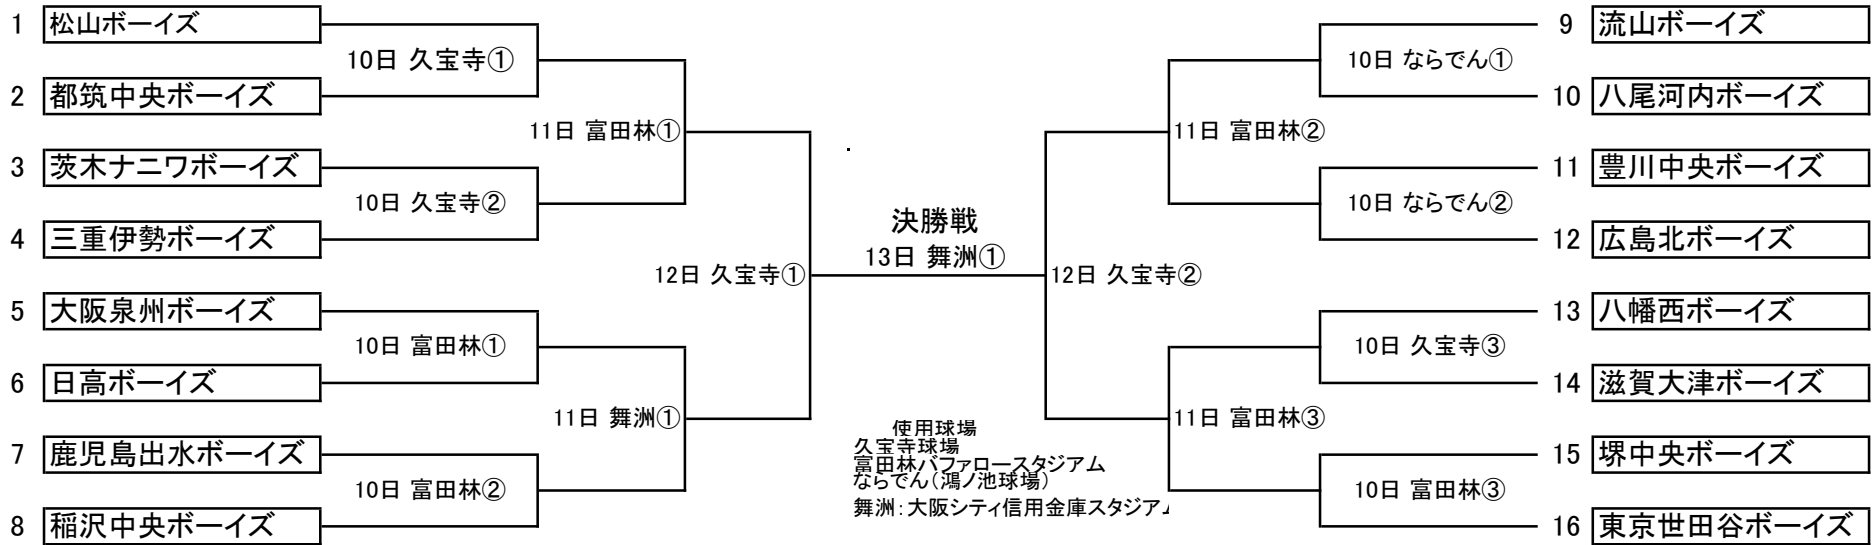 1 松山ボーイズ
10日 久宝寺①
2 都筑中央ボーイズ
11日 富田林①
3 茨木ナニワボーイズ
10日 久宝寺②
4 三重伊勢ボーイズ
12日 久宝寺①
5 大阪泉州ボーイズ
10日 富田林①
6 日高ボーイズ
11日 舞洲①
7 鹿児島出水ボーイズ
10日 富田林②
8 稲沢中央ボーイズ
決勝戦
13日 舞洲①
使用球場
久宝寺球場
富田林バファロースタジアム
ならでん(鴻ノ池球場)
舞洲:大阪シティ信用金庫スタジアム
9 流山ボーイズ
10日 ならでん①
10 八尾河内ボーイズ
11日 富田林②
11 豊川中央ボーイズ
10日 ならでん②
12 広島北ボーイズ
12日 久宝寺②
13 八幡西ボーイズ
10日 久宝寺③
14 滋賀大津ボーイズ
11日 富田林③
15 堺中央ボーイズ
10日 富田林③
16 東京世田谷ボーイズ